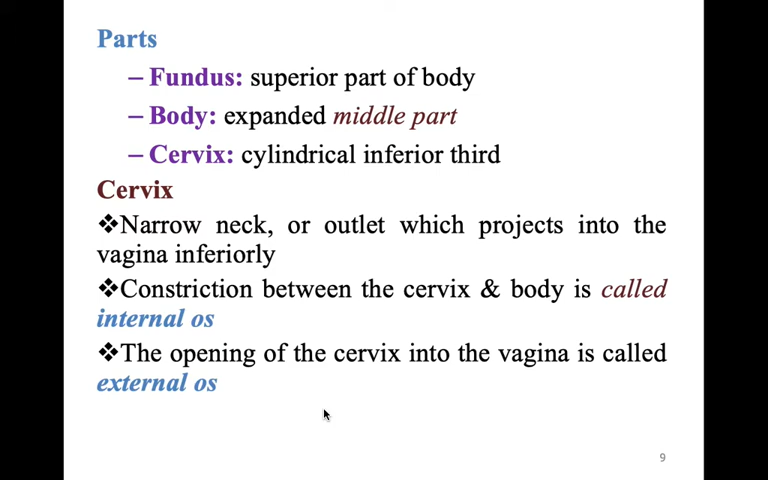 Parts
– Fundus: superior part of body
– Body: expanded middle part
– Cervix: cylindrical inferior third
Cervix
❖Narrow neck, or outlet which projects into the
vagina inferiorly
❖Constriction between the cervix & body is called
internal os
❖The opening of the cervix into the vagina is called
external os
9